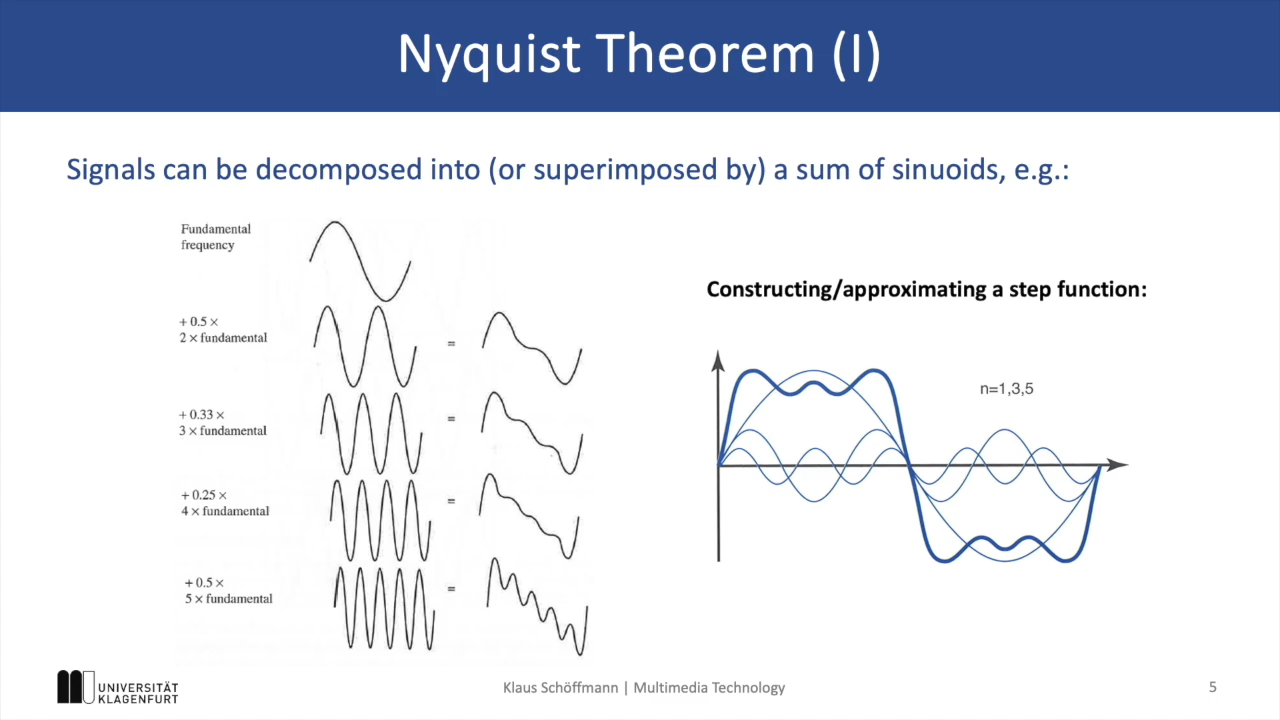 Nyquist Theorem (I)
Signals can be decomposed into (or superimposed by) a sum of sinuoids, e.g.:
Fundamental
frequency
+ 0.5 ×
2 × fundamental
=
+ 0.33 ×
3 × fundamental
=
+ 0.25 ×
4 × fundamental
=
+ 0.5 ×
5 × fundamental
=
Constructing/approximating a step function:
n=1,3,5
UNIVERSITÄT
KLAGENFURT
Klaus Schöffmann | Multimedia Technology
5